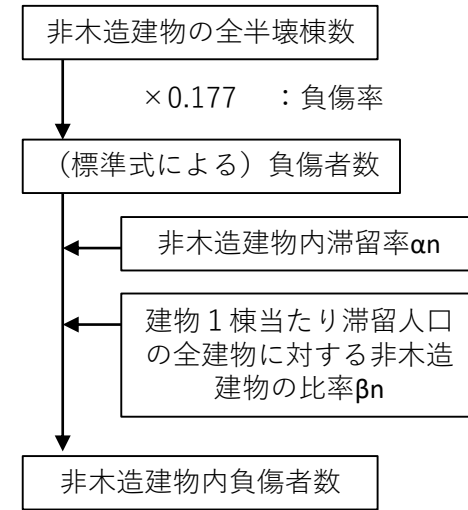 非木造建物の全半壊棟数
×0.177　：負傷率
（標準式による）負傷者数
非木造建物内滞留率αn
建物１棟当たり滞留人口
の全建物に対する非木造
建物の比率βn
非木造建物内負傷者数